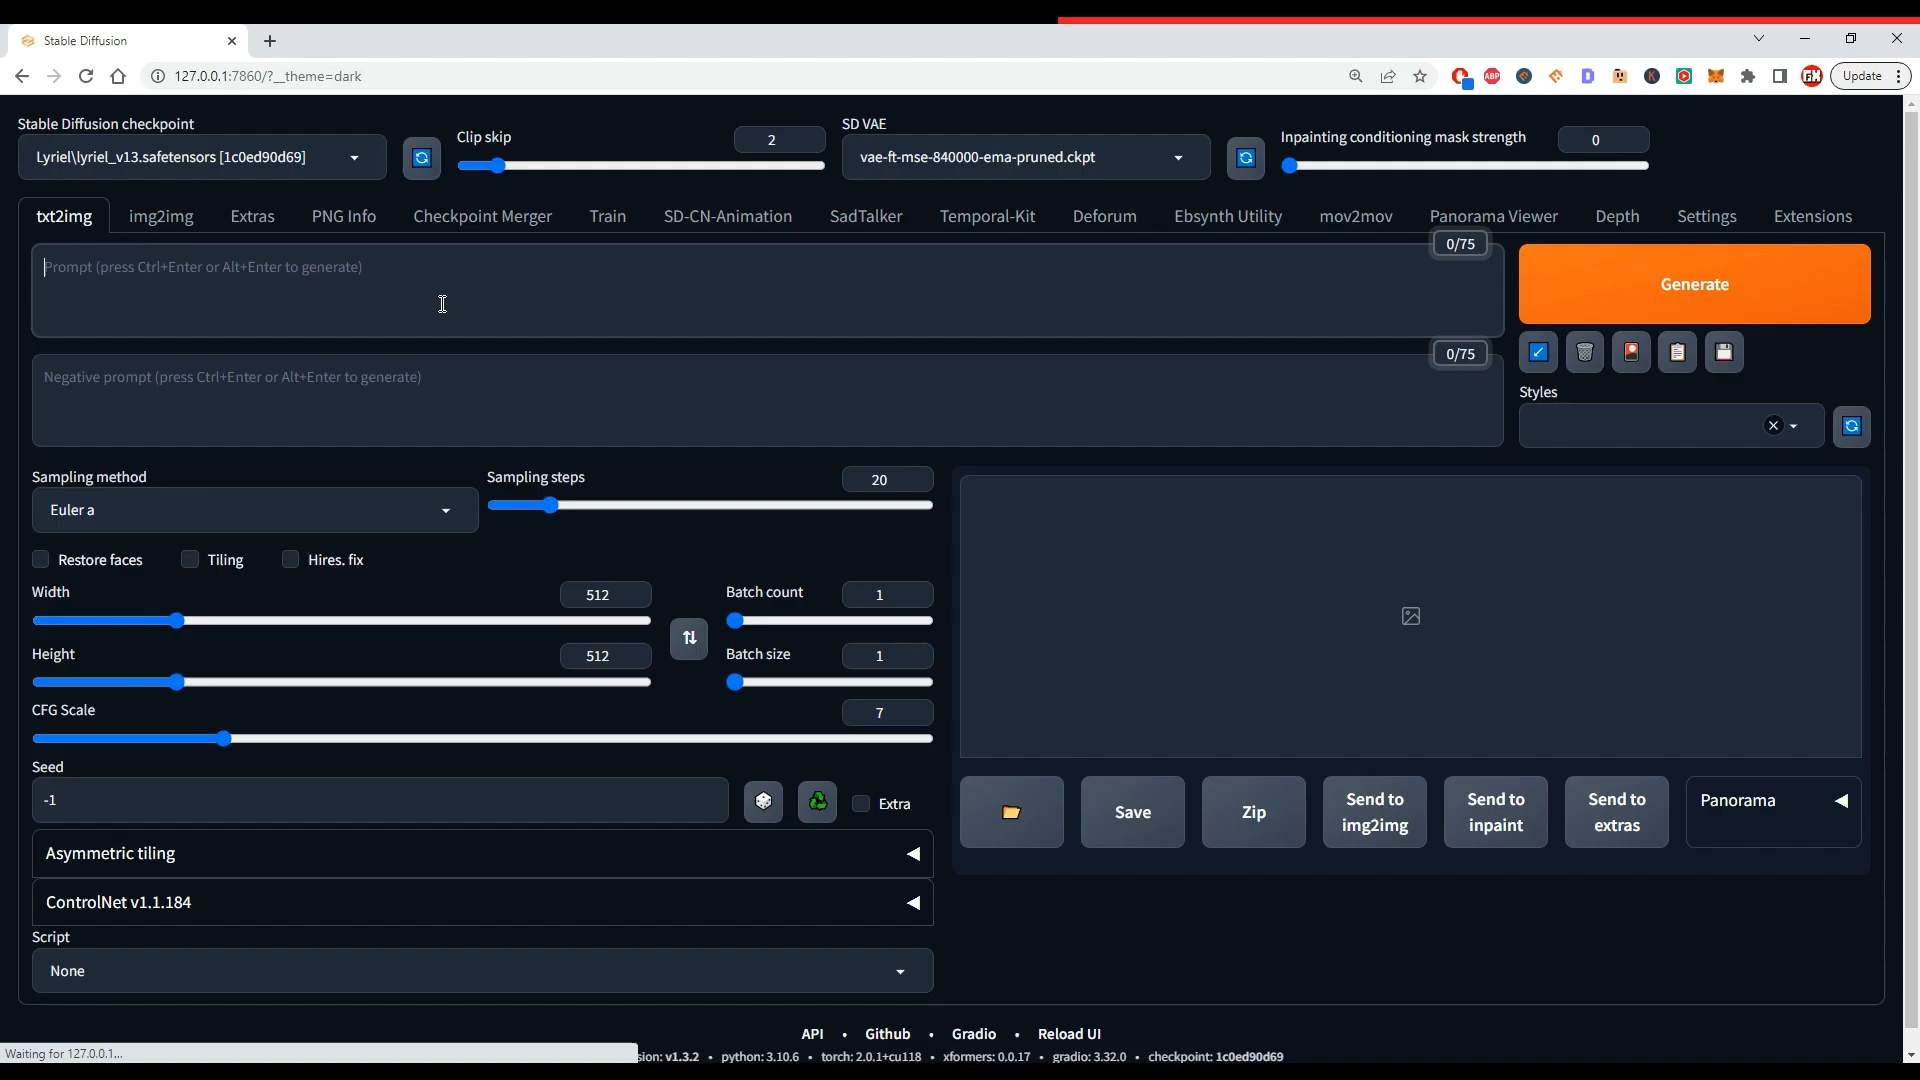 Stable Diffusion
127.0.0.1:7860/?__theme=dark
Update
Stable Diffusion checkpoint
Lyriel\lyriel_v13.safetensors [1c0ed90d69]
Clip skip
2
SD VAE
vae-ft-mse-840000-ema-pruned.ckpt
Inpainting conditioning mask strength
0
txt2img img2img Extras PNG Info Checkpoint Merger Train SD-CN-Animation SadTalker Temporal-Kit Deforum Ebsynth Utility mov2mov Panorama Viewer Depth Settings Extensions
0/75
Prompt (press Ctrl+Enter or Alt+Enter to generate)
Generate
0/75
Negative prompt (press Ctrl+Enter or Alt+Enter to generate)
Styles
Sampling method
Euler a
Sampling steps
20
Restore faces Tiling Hires. fix
Width
512
Batch count
1
Height
512
Batch size
1
CFG Scale
7
Seed
-1
Extra
Save
Zip
Send to
img2img
Send to
inpaint
Send to
extras
Panorama
Asymmetric tiling
ControlNet v1.1.184
Script
None
API • Github • Gradio • Reload UI
Waiting for 127.0.0.1...
sion: v1.3.2 • python: 3.10.6 • torch: 2.0.1+cu118 • xformers: 0.0.17 • gradio: 3.32.0 • checkpoint: 1c0ed90d69